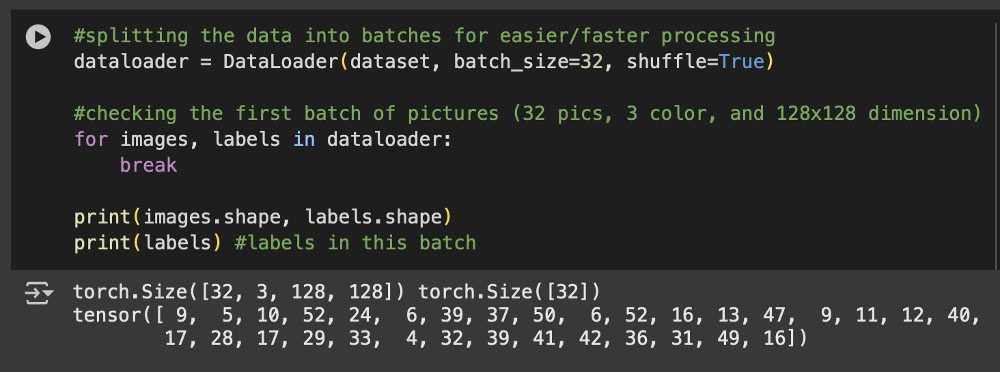 #splitting the data into batches for easier/faster processing
dataloader = DataLoader(dataset, batch_size=32, shuffle=True)
#checking the first batch of pictures (32 pics, 3 color, and 128x128 dimension)
for images, labels in dataloader:
    break
print(images.shape, labels.shape)
print(labels) #labels in this batch
torch.Size([32, 3, 128, 128]) torch.Size([32])
tensor([ 9,  5, 10, 52, 24,  6, 39, 37, 50,  6, 52, 16, 13, 47,  9, 11, 12, 40,
        17, 28, 17, 29, 33,  4, 32, 39, 41, 42, 36, 31, 49, 16])